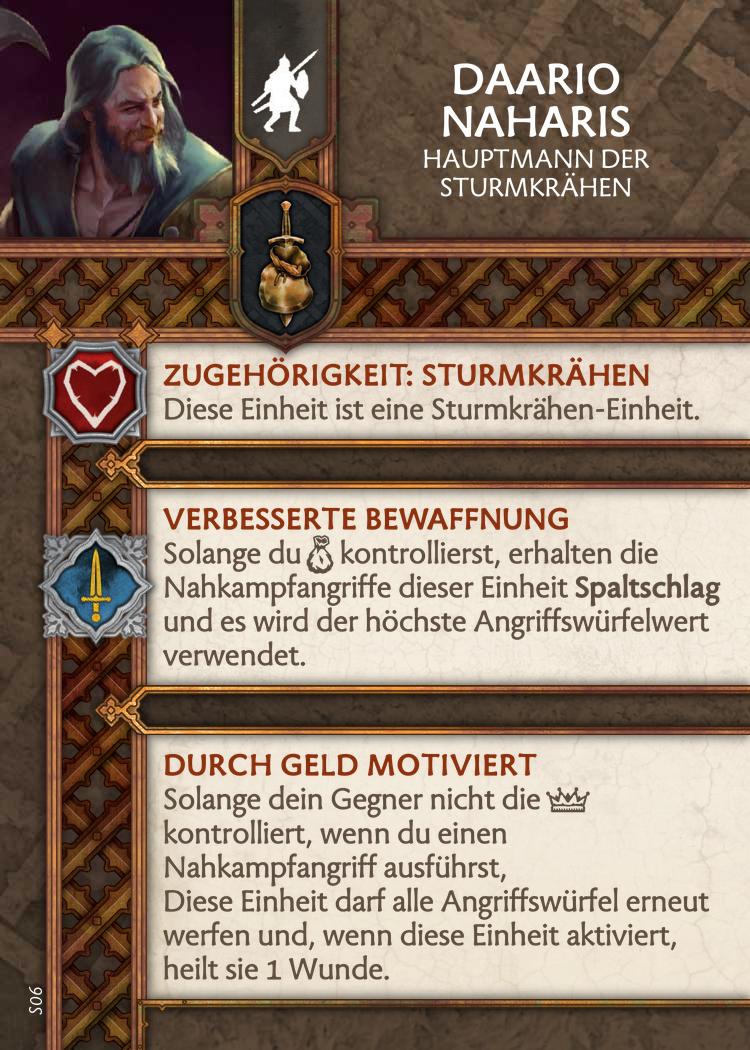 DAARIO
NAHARIS
HAUPTMANN DER
STURMKRÄHEN
ZUGEHÖRIGKEIT: STURMKRÄHEN
Diese Einheit ist eine Sturmkrähen-Einheit.
VERBESSERTE BEWAFFNUNG
Solange du kontrollierst, erhalten die
Nahkampfangriffe dieser Einheit Spaltschlag
und es wird der höchste Angriffswürfelwert
verwendet.
DURCH GELD MOTIVIERT
Solange dein Gegner nicht die
kontrolliert, wenn du einen
Nahkampfangriff ausführst,
Diese Einheit darf alle Angriffswürfel erneut
werfen und, wenn diese Einheit aktiviert,
heilt sie 1 Wunde.
S06